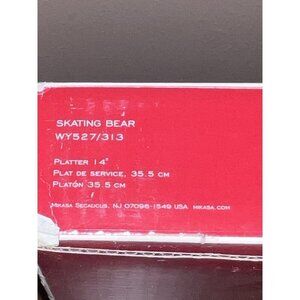 SKATING BEAR
WY527/313
PLATTER 14"
PLAT DE SERVICE, 35.5 CM
PLATÓN 35.5 CM
MIKASA SECAUCUS, NJ 07096-1549 USA MIKASA.COM